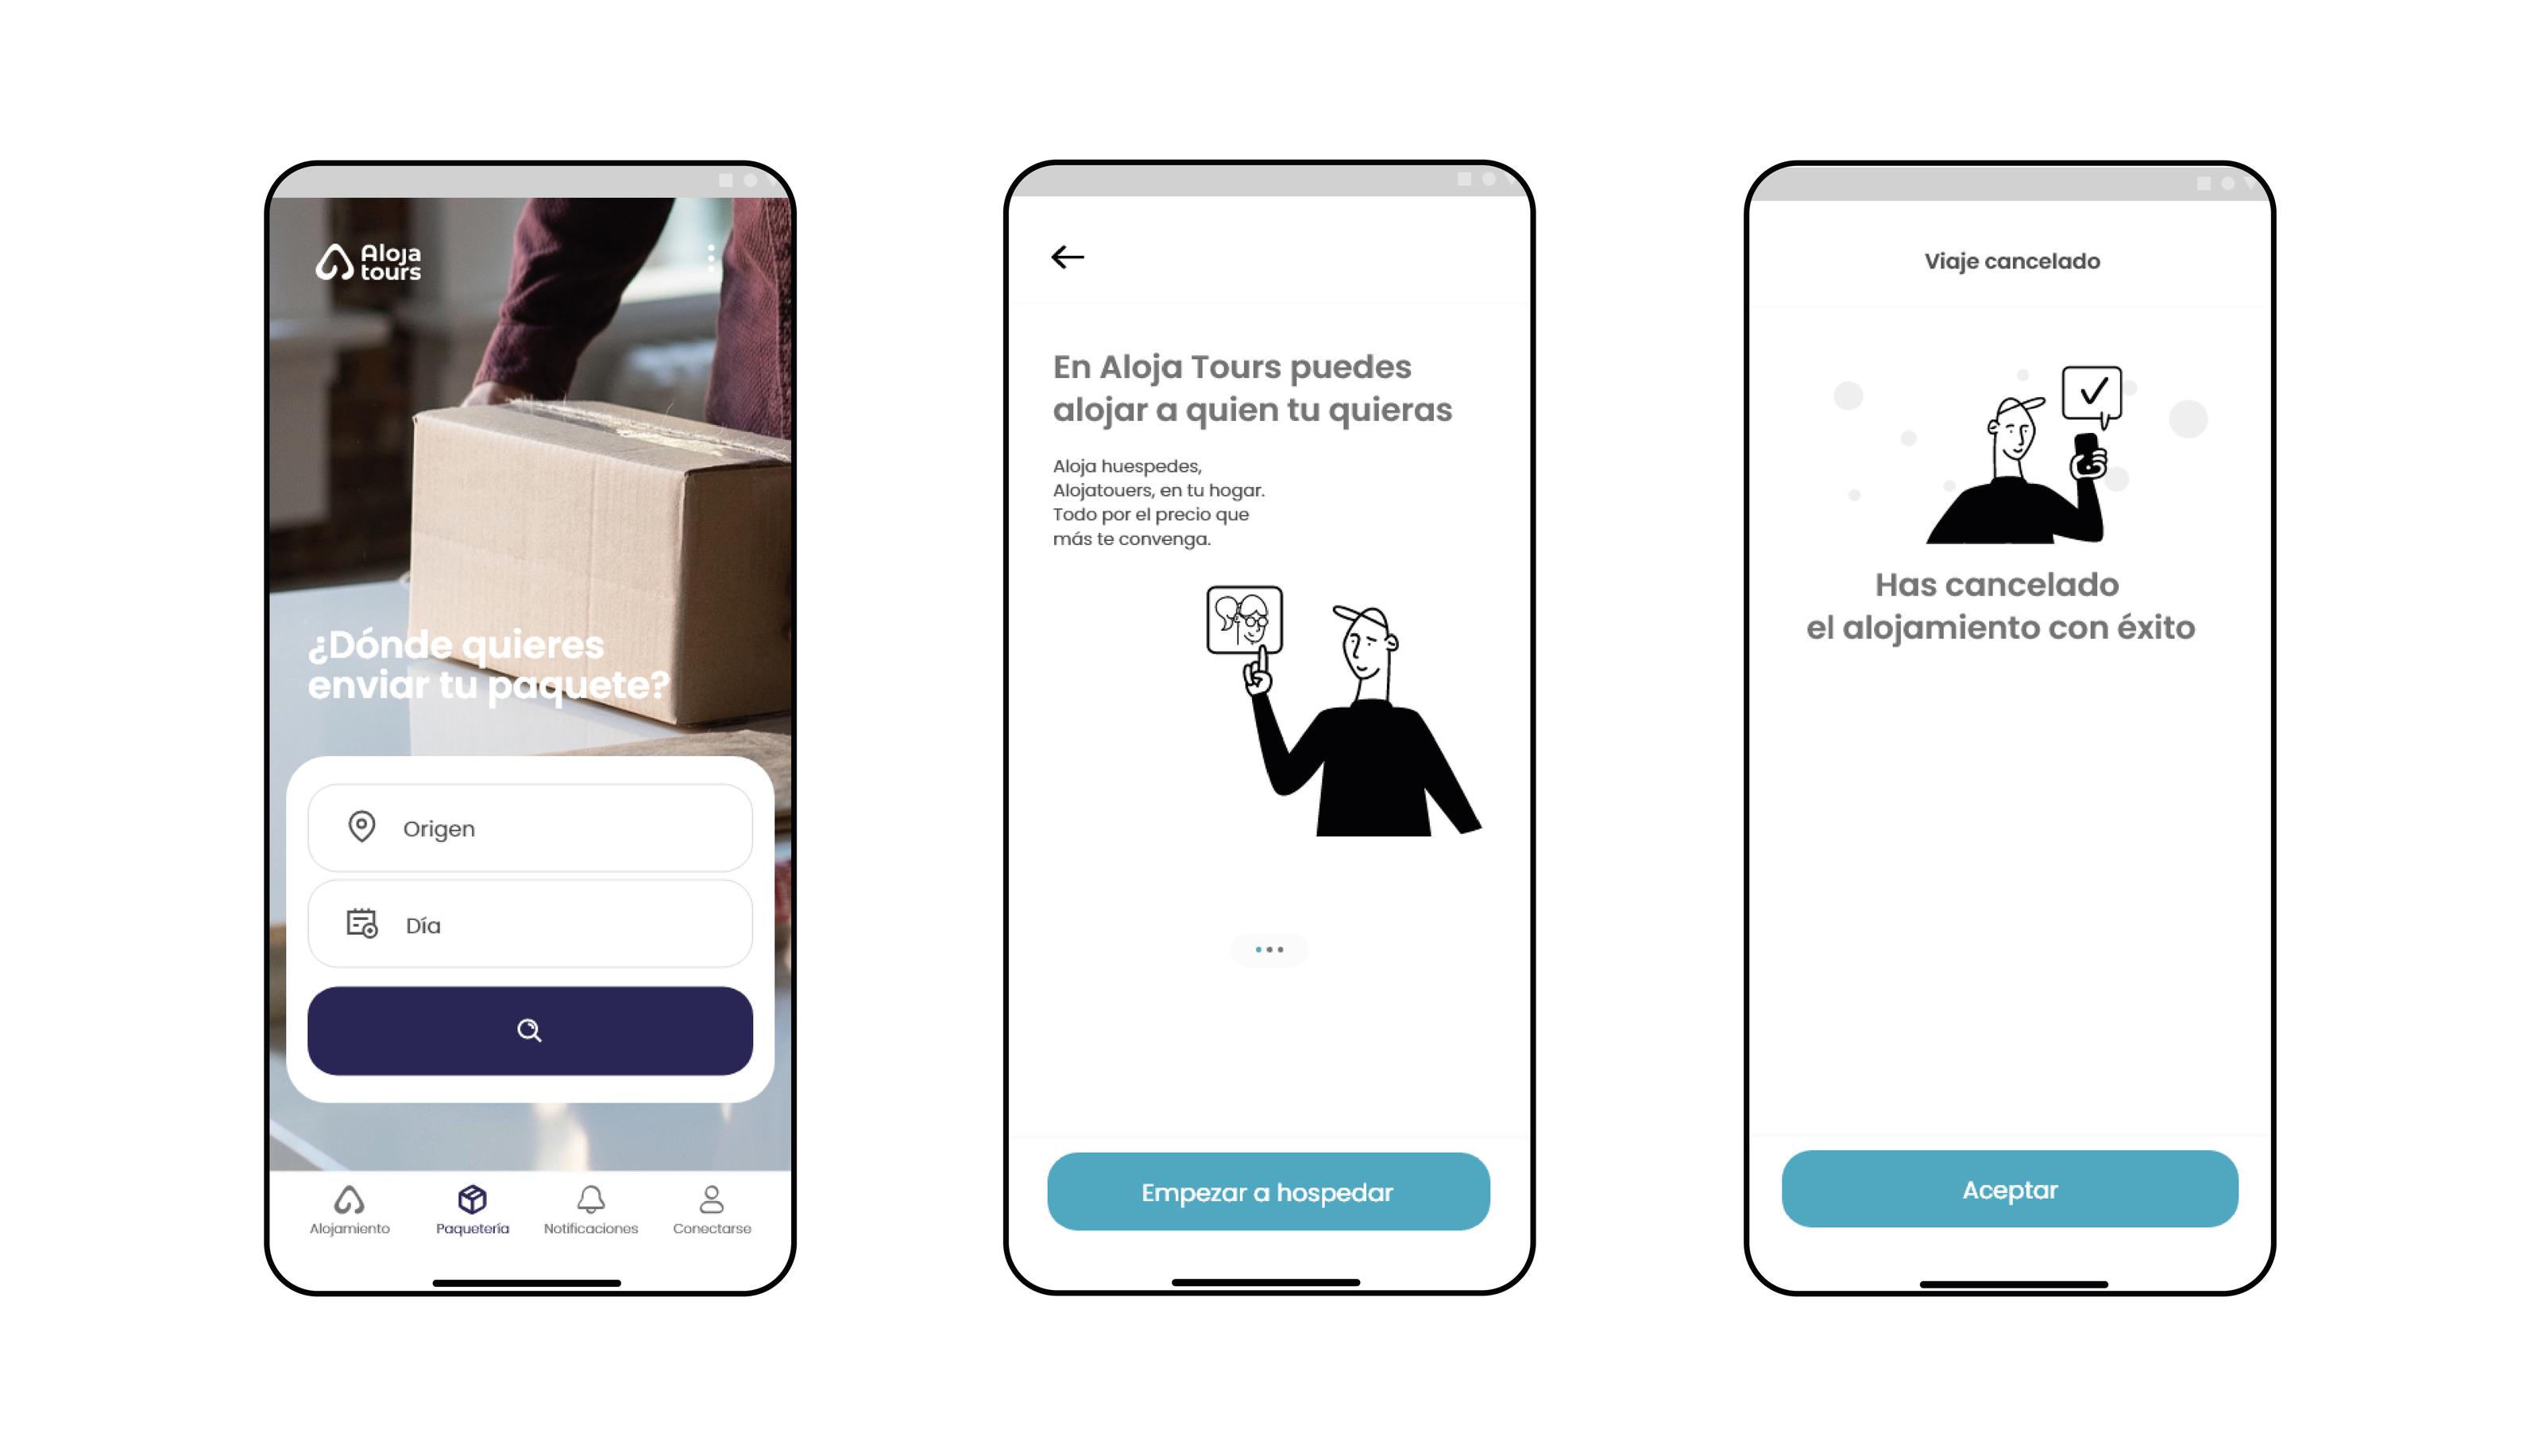 Aloja
tours
¿Dónde quieres
enviar tu paquete?
Origen
Día
Alojamiento
Paquetería
Notificaciones
Conectarse
En Aloja Tours puedes
alojar a quien tu quieras
Aloja huespedes,
Alojatouers, en tu hogar.
Todo por el precio que
más te convenga.
Empezar a hospedar
Viaje cancelado
Has cancelado
el alojamiento con éxito
Aceptar